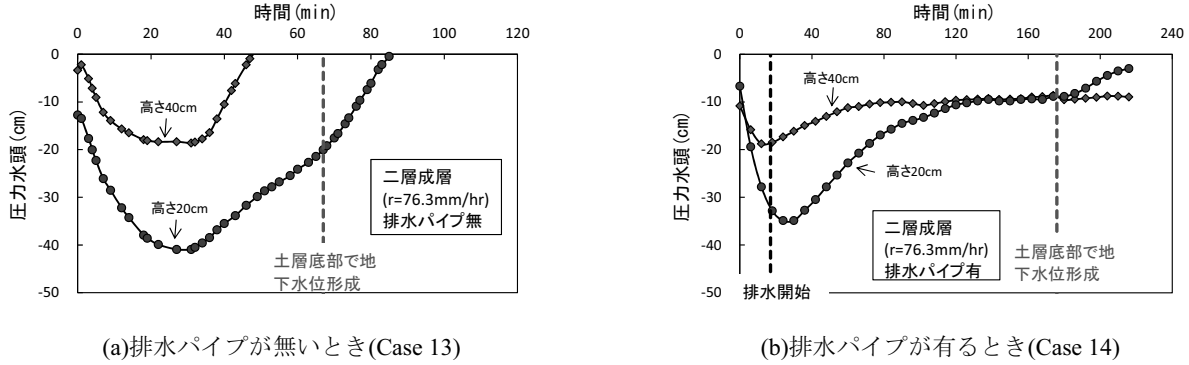 時間(min)
0 20 40 60 80 100 120
圧力水頭(cm)
0
-10
-20
-30
-40
-50
高さ40cm
高さ20cm
二層成層
(r=76.3mm/hr)
排水パイプ無
土層底部で地
下水位形成
(a)排水パイプが無いとき(Case 13)
時間(min)
0 40 80 120 160 200 240
圧力水頭(cm)
0
-10
-20
-30
-40
-50
高さ40cm
高さ20cm
二層成層
(r=76.3mm/hr)
排水パイプ有
土層底部で地
下水位形成
排水開始
(b)排水パイプが有るとき(Case 14)